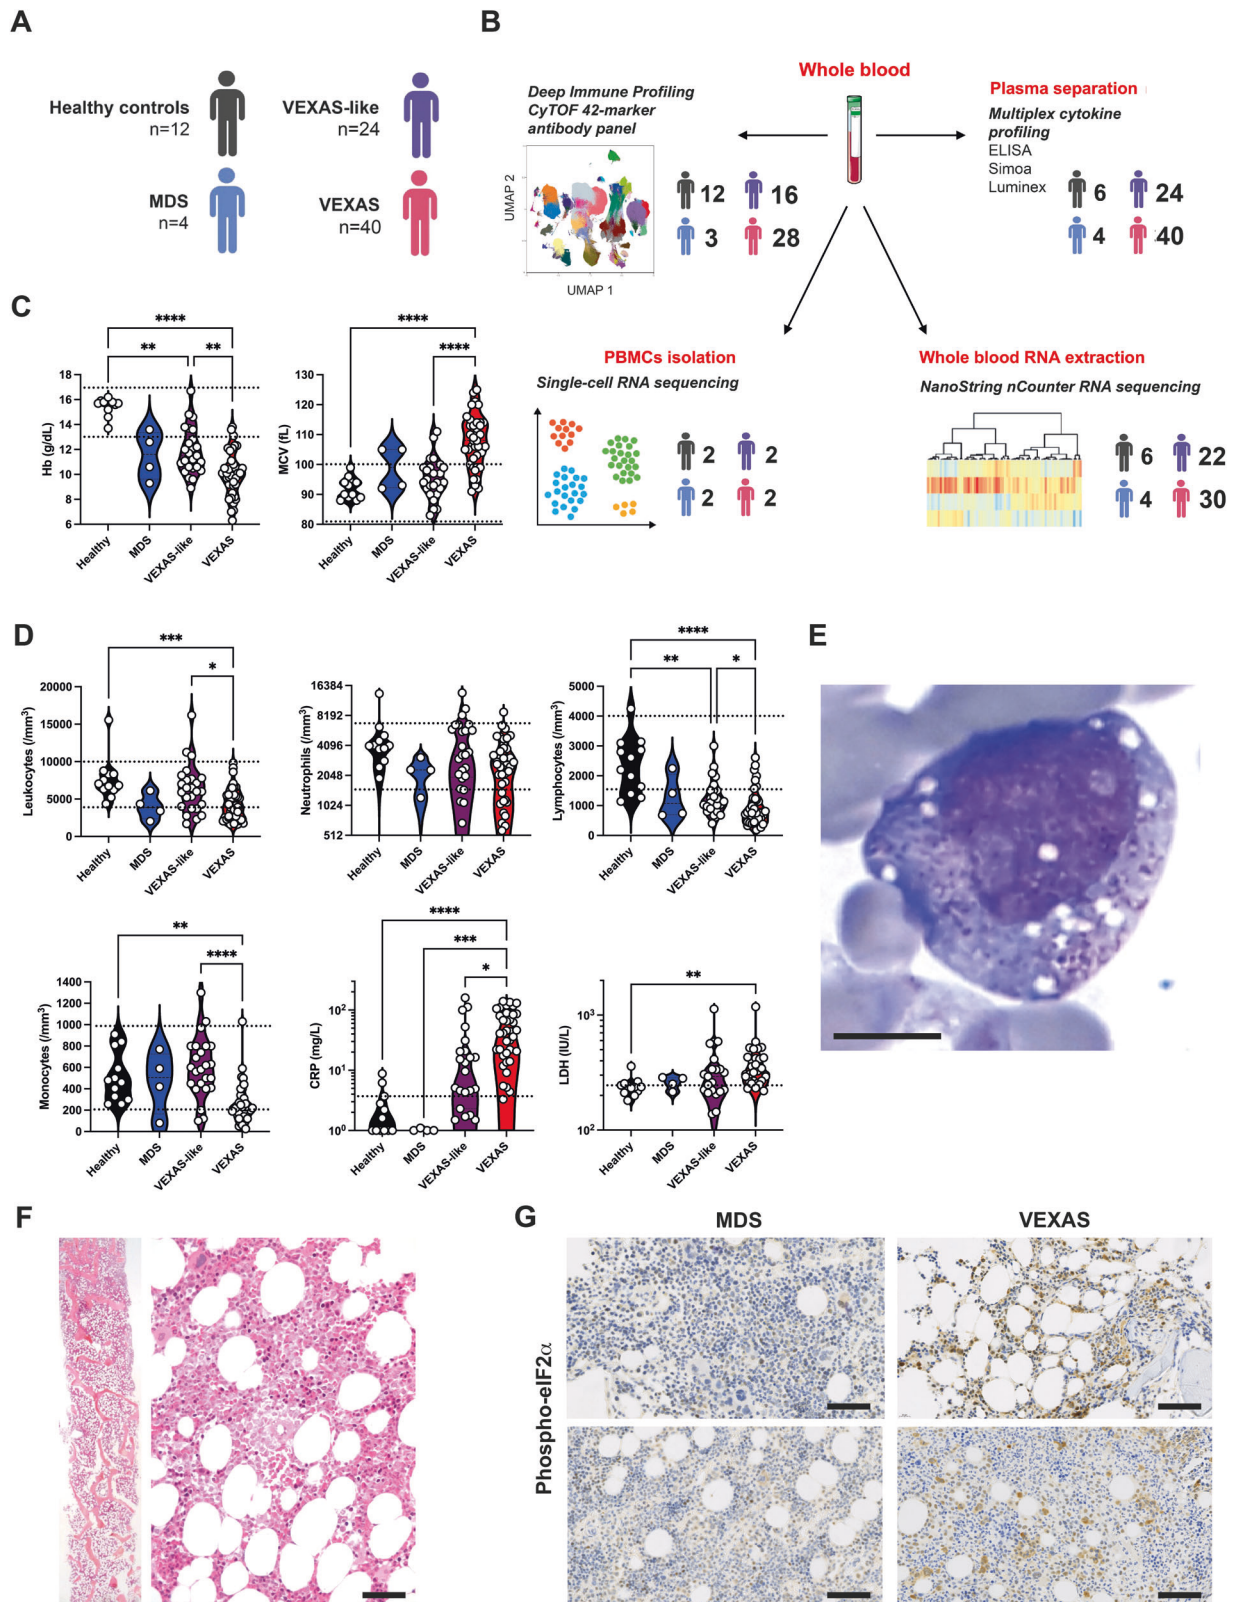 A
Healthy controls
n=12
VEXAS-like
n=24
MDS
n=4
VEXAS
n=40
B
Whole blood
Deep Immune Profiling
CyTOF 42-marker
antibody panel
UMAP 2
UMAP 1
12
16
3
28
Plasma separation
Multiplex cytokine
profiling
ELISA
Simoa
Luminex
6
24
4
40
PBMCs isolation
Single-cell RNA sequencing
2
2
2
2
Whole blood RNA extraction
NanoString nCounter RNA sequencing
6
22
4
30
C
****
**
**
18
16
14
12
10
8
6
Hb (g/dL)
Healthy
MDS
VEXAS-like
VEXAS
****
****
130
120
110
100
90
80
MCV (fL)
Healthy
MDS
VEXAS-like
VEXAS
D
***
*
20000
15000
10000
5000
0
Leukocytes (/mm³)
Healthy
MDS
VEXAS-like
VEXAS
16384
8192
4096
2048
1024
512
Neutrophils (/mm³)
Healthy
MDS
VEXAS-like
VEXAS
****
**
*
5000
4000
3000
2000
1000
0
Lymphocytes (/mm³)
Healthy
MDS
VEXAS-like
VEXAS
**
****
1400
1200
1000
800
600
400
200
0
Monocytes (/mm³)
Healthy
MDS
VEXAS-like
VEXAS
****
***
*
10²
10¹
10⁰
CRP (mg/L)
Healthy
MDS
VEXAS-like
VEXAS
**
10³
10²
LDH (IU/L)
Healthy
MDS
VEXAS-like
VEXAS
E
F
G
MDS
VEXAS
Phospho-eIF2α